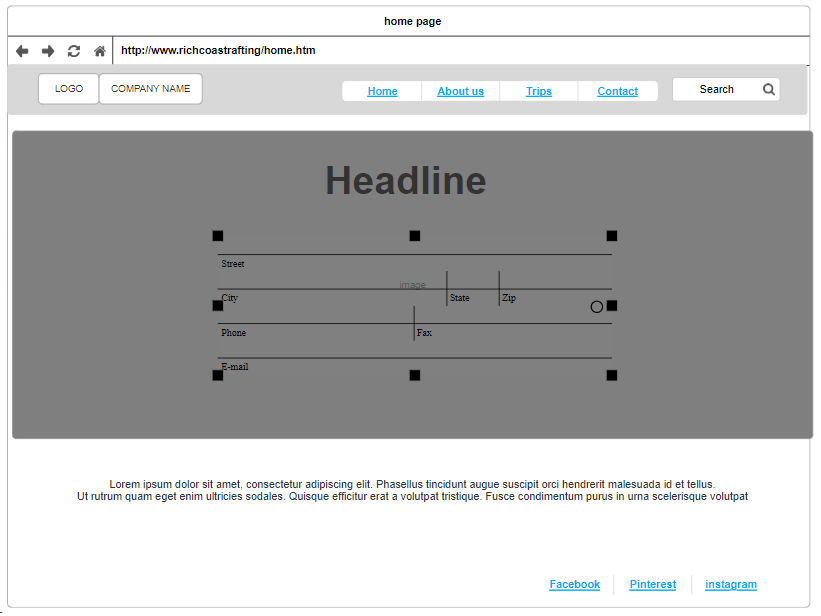 home page
http://www.richcoastrafting/home.htm
LOGO COMPANY NAME Home About us Trips Contact Search
Headline
Street
image
City State Zip
Phone Fax
E-mail
Lorem ipsum dolor sit amet, consectetur adipiscing elit. Phasellus tincidunt augue suscipit orci hendrerit malesuada id et tellus.
Ut rutrum quam eget enim ultricies sodales. Quisque efficitur erat a volutpat tristique. Fusce condimentum purus in urna scelerisque volutpat
Facebook Pinterest instagram